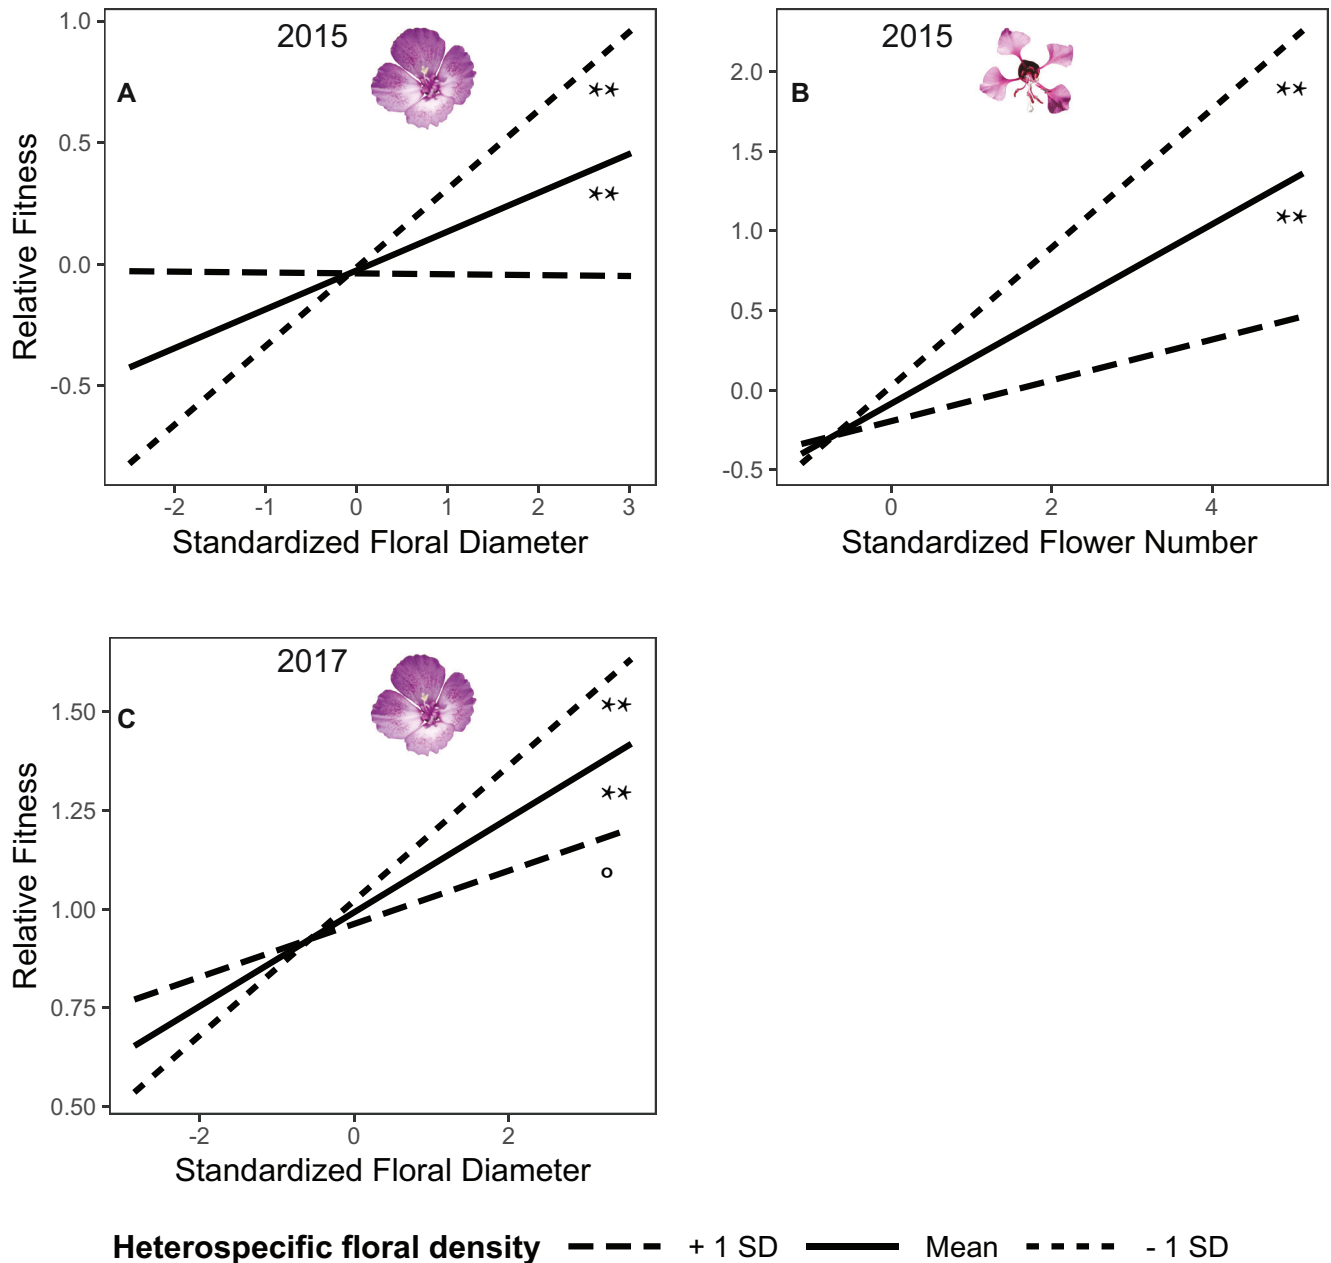 2015
A
**
**
1.0
0.5
0.0
-0.5
Relative Fitness
-2 -1 0 1 2 3
Standardized Floral Diameter
2015
B
**
**
2.0
1.5
1.0
0.5
0.0
-0.5
0 2 4
Standardized Flower Number
2017
C
**
**
o
1.50
1.25
1.00
0.75
0.50
Relative Fitness
-2 0 2
Standardized Floral Diameter
Heterospecific floral density + 1 SD Mean - 1 SD